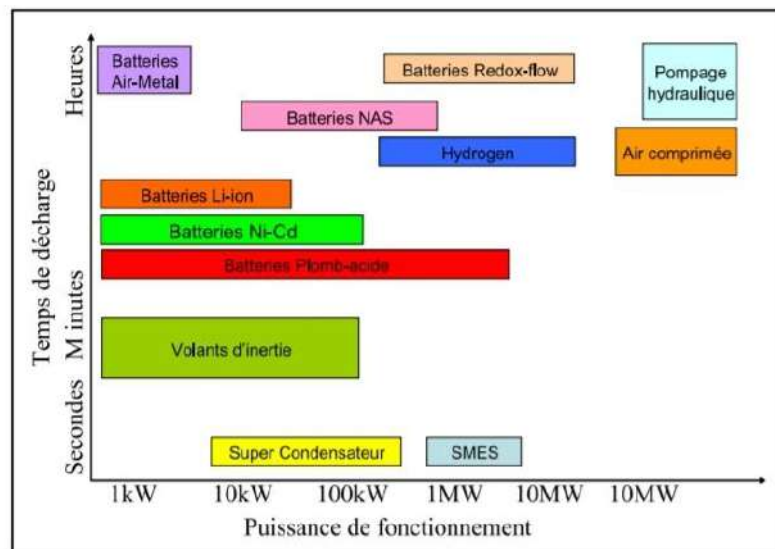 Heures
M inutes
Secondes
Temps de décharge
Batteries
Air-Metal
Batteries Redox-flow
Pompage
hydraulique
Batteries NAS
Hydrogen
Air comprimée
Batteries Li-ion
Batteries Ni-Cd
Batteries Plomb-acide
Volants d'inertie
Super Condensateur
SMES
1kW
10kW
100kW
1MW
10MW
10MW
Puissance de fonctionnement